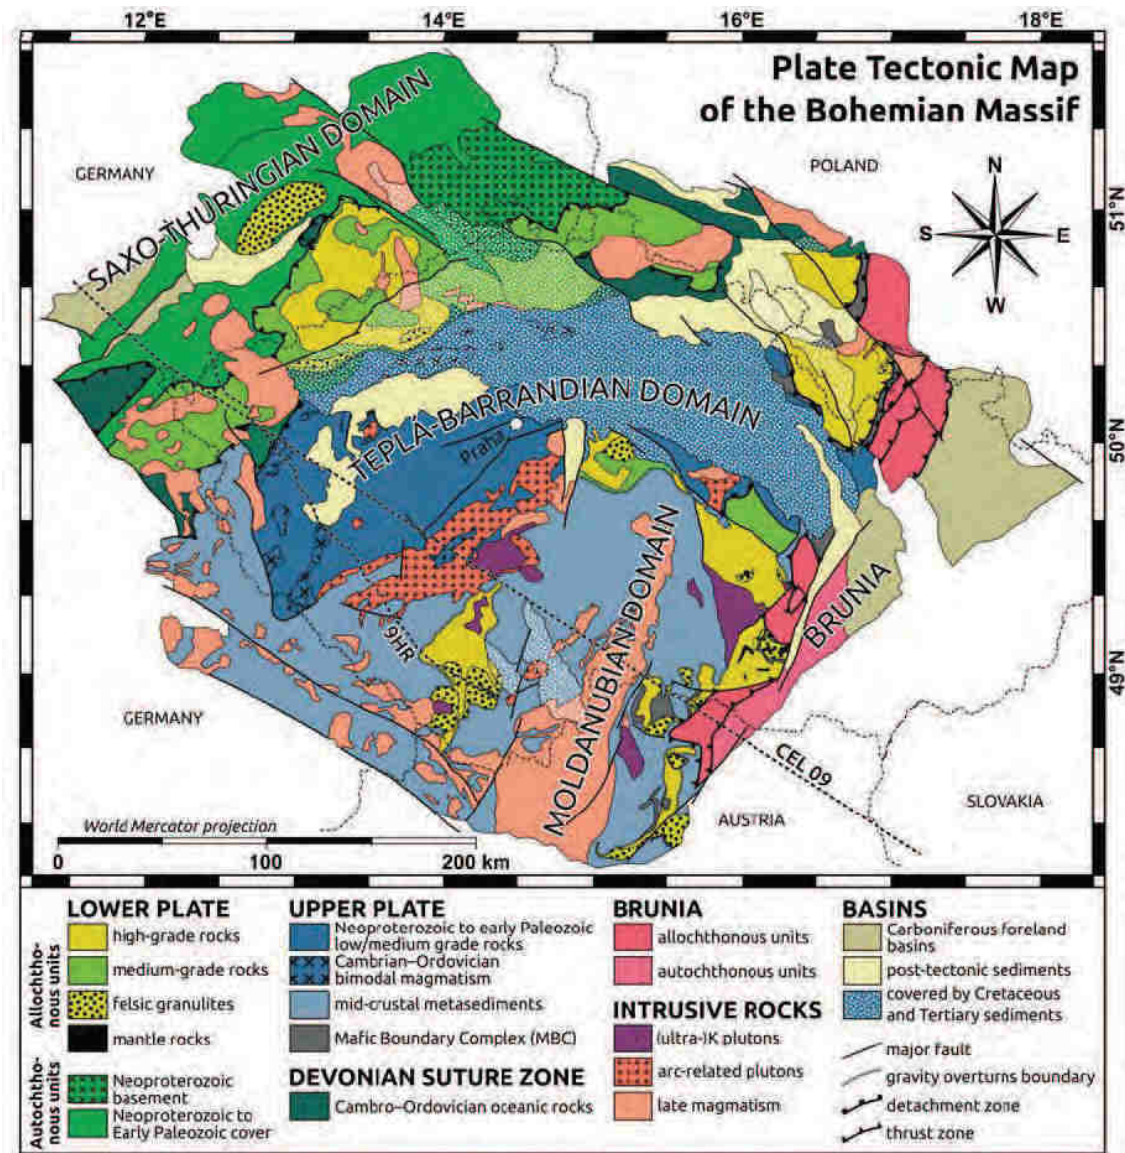 12°E 14°E 16°E 18°E
Plate Tectonic Map
of the Bohemian Massif
GERMANY
POLAND
N
S E
W
51°N
SAXO-THURINGIAN DOMAIN
TEPLÁ-BARRANDIAN DOMAIN
Praha
50°N
MOLDANUBIAN DOMAIN
BRUNIA
9HR
49°N
GERMANY
CEL 09
SLOVAKIA
AUSTRIA
World Mercator projection
0 100 200 km
LOWER PLATE
Allochtho-
nous units
high-grade rocks
medium-grade rocks
felsic granulites
mantle rocks
Autochtho-
nous units
Neoproterozoic
basement
Neoproterozoic to
Early Paleozoic cover
UPPER PLATE
Neoproterozoic to early Paleozoic
low/medium grade rocks
Cambrian–Ordovician
bimodal magmatism
mid-crustal metasediments
Mafic Boundary Complex (MBC)
DEVONIAN SUTURE ZONE
Cambro–Ordovician oceanic rocks
BRUNIA
allochthonous units
autochthonous units
INTRUSIVE ROCKS
(ultra-)K plutons
arc-related plutons
late magmatism
BASINS
Carboniferous foreland
basins
post-tectonic sediments
covered by Cretaceous
and Tertiary sediments
major fault
gravity overturns boundary
detachment zone
thrust zone